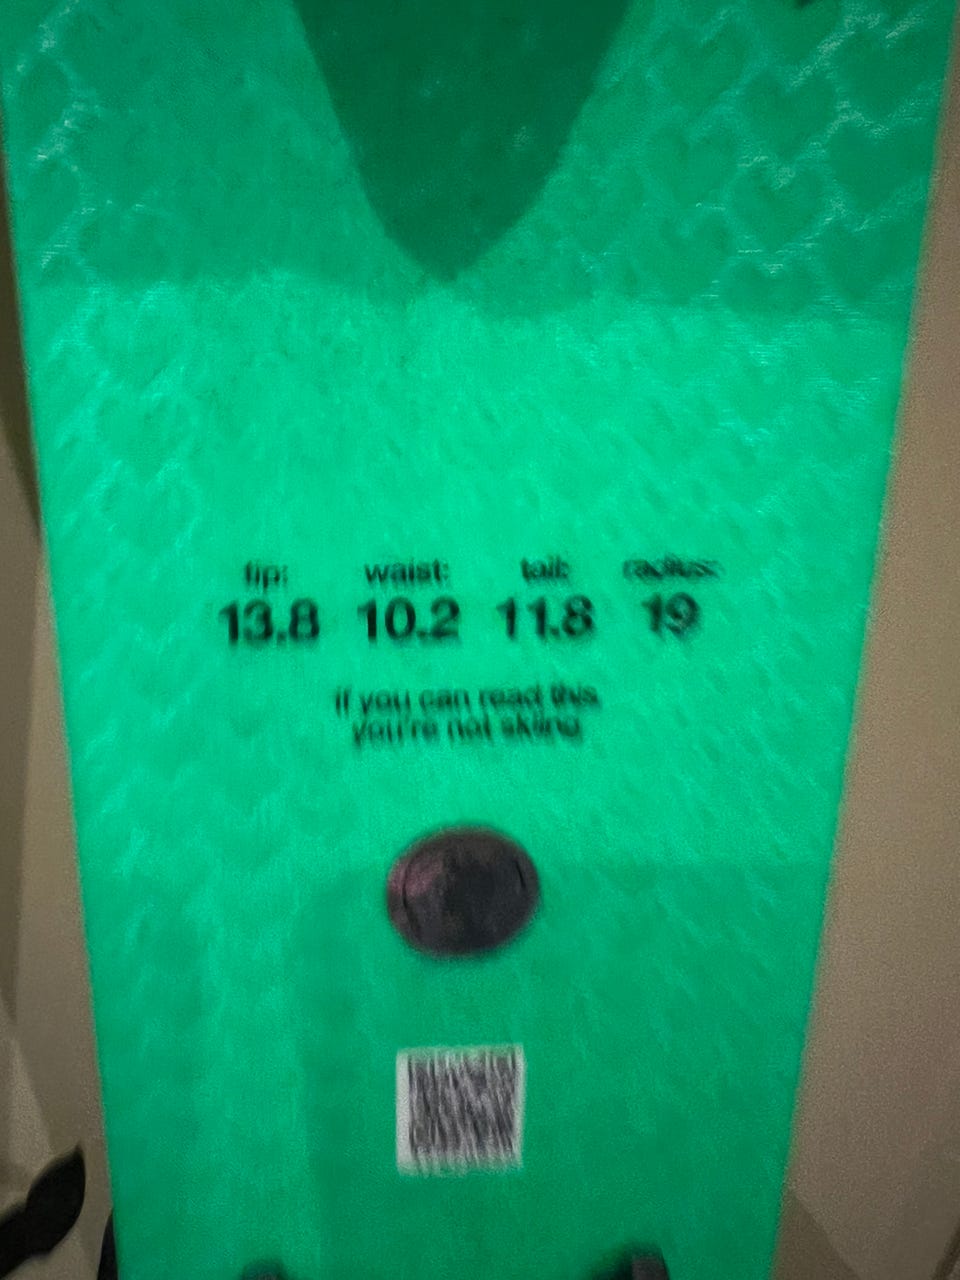 tip: waist: tail: radius:
13.8 10.2 11.8 19
if you can read this
you're not skiing